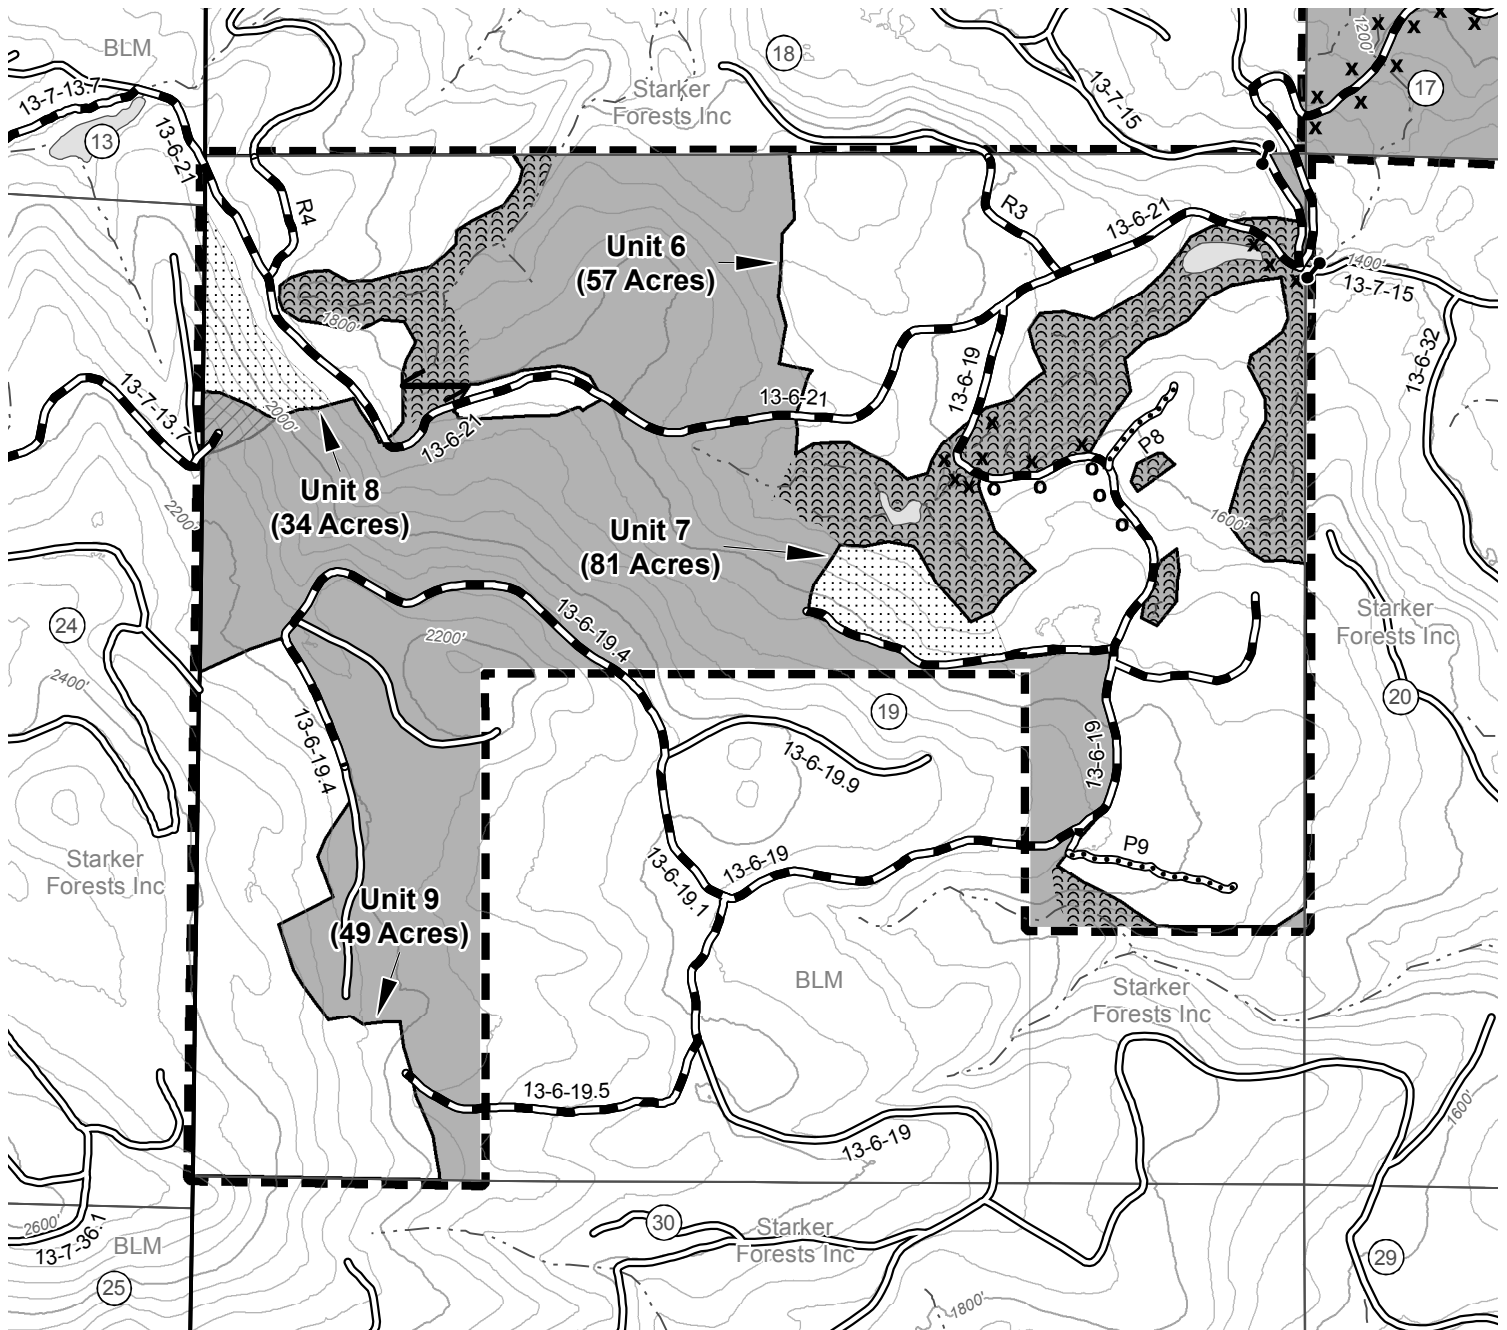 BLM
18
1200'
17
Starker
Forests Inc
13-7-13.7
13-7-15
13
13-6-21
R4
R3
13-6-21
Unit 6
(57 Acres)
1400'
13-7-15
1800'
13-6-32
13-6-19
13-7-13.7
2000'
13-6-21
13-6-21
P8
Unit 8
(34 Acres)
2200'
Unit 7
(81 Acres)
1600'
24
13-6-19.4
2200'
Starker
Forests Inc
2400'
20
19
13-6-19.4
13-6-19
13-6-19.9
Starker
Forests Inc
13-6-19.1
13-6-19
P9
Unit 9
(49 Acres)
BLM
Starker
Forests Inc
13-6-19.5
1600'
13-6-19
2600'
13-7-36.1
BLM
30
Starker
Forests Inc
29
25
1800'